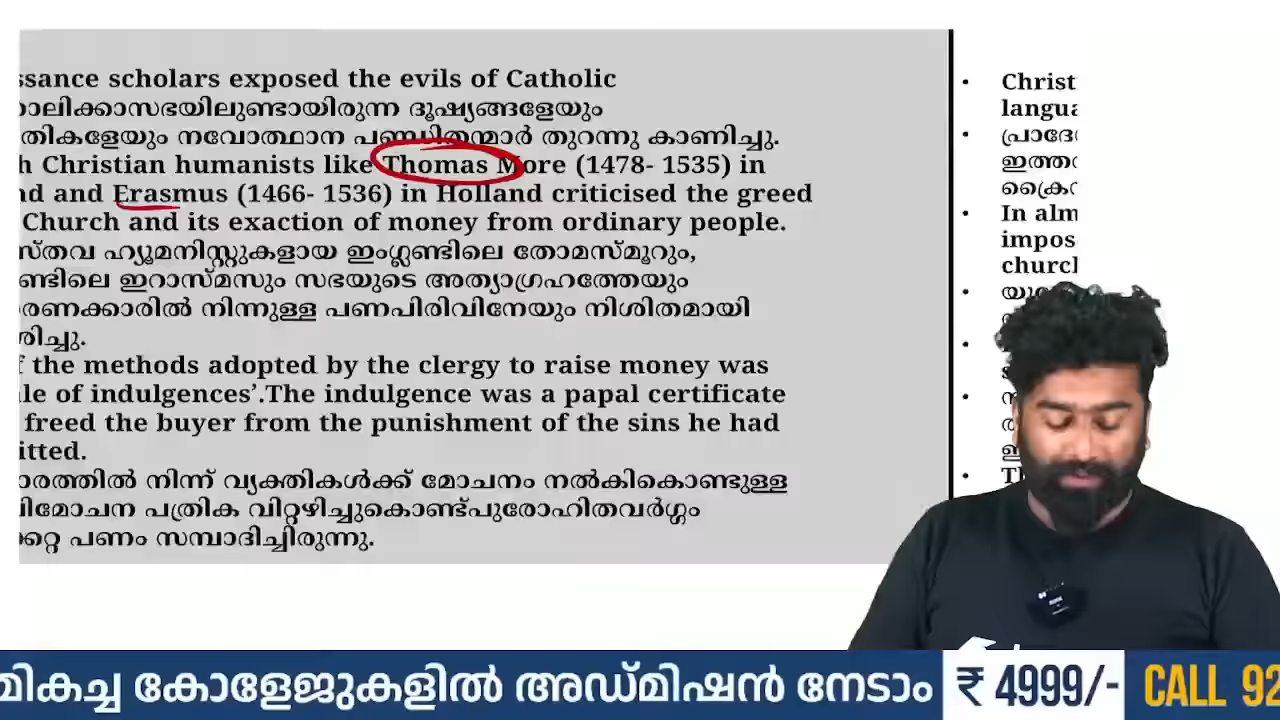 ssance scholars exposed the evils of Catholic
ാലിക്കാസഭയിലുണ്ടായിരുന്ന ദൂഷ്യങ്ങളേയും
തികളേയും നവോത്ഥാന പണ്ഡിതന്മാർ തുറന്നു കാണിച്ചു.
h Christian humanists like Thomas More (1478- 1535) in
nd and Erasmus (1466- 1536) in Holland criticised the greed
Church and its exaction of money from ordinary people.
സ്തവ ഹ്യൂമനിസ്റ്റുകളായ ഇംഗ്ലണ്ടിലെ തോമസ്മൂറും,
ണ്ടിലെ ഇറാസ്മസും സഭയുടെ അത്യാഗ്രഹത്തേയും
രണക്കാരിൽ നിന്നുള്ള പണപിരിവിനേയും നിശിതമായി
ശിച്ചു.
f the methods adopted by the clergy to raise money was
le of indulgences’.The indulgence was a papal certificate
freed the buyer from the punishment of the sins he had
itted.
ാരത്തിൽ നിന്ന് വ്യക്തികൾക്ക് മോചനം നൽകികൊണ്ടുള്ള
വിമോചന പത്രിക വിറ്റഴിച്ചുകൊണ്ട്പുരോഹിതവർഗ്ഗം
ക്കറ്റ പണം സമ്പാദിച്ചിരുന്നു.
• Christ
langua
• പ്രാദേ
ഇത്തര
ക്രൈ
• In alm
impos
church
• യൂ
മികച്ച കോളേജുകളിൽ അഡ്മിഷൻ നേടാം ₹ 4999/- CALL 92